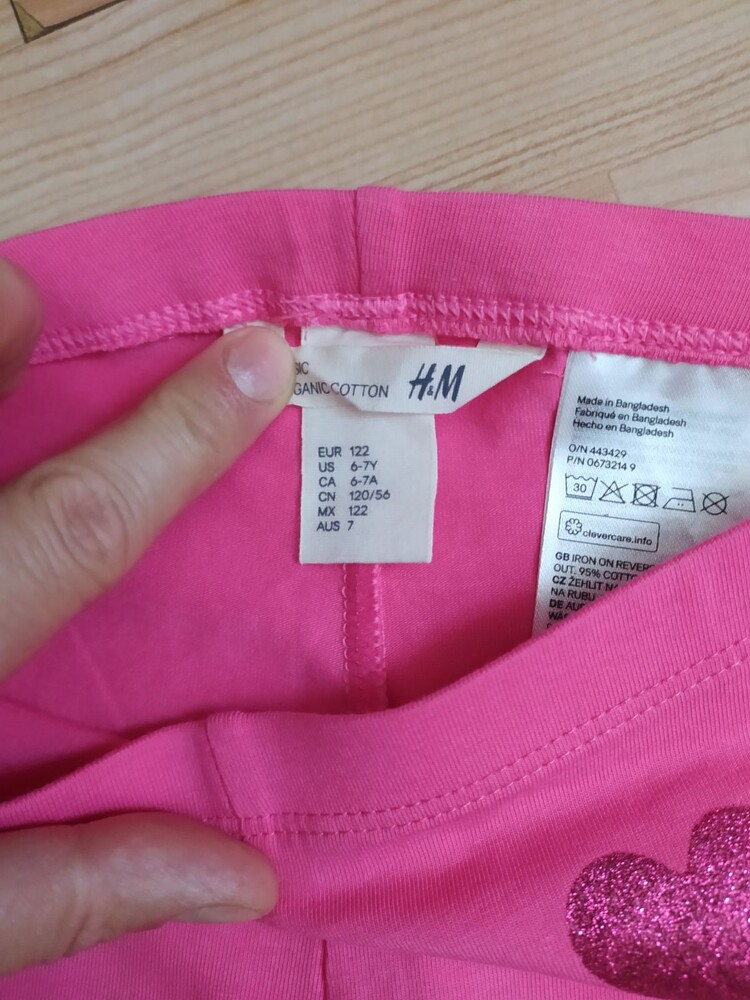 GANIC COTTON
H&M
EUR 122
US 6-7Y
CA 6-7A
CN 120/56
MX 122
AUS 7
Made in Bangladesh
Fabriqué en Bangladesh
Hecho en Bangladesh
O/N 443429
P/N 0673214 9
30
clevercare.info
GB IRON ON REVER
OUT. 95% COTTO
CZ ŽEHLIT NA
NA RUBU
DE AUF